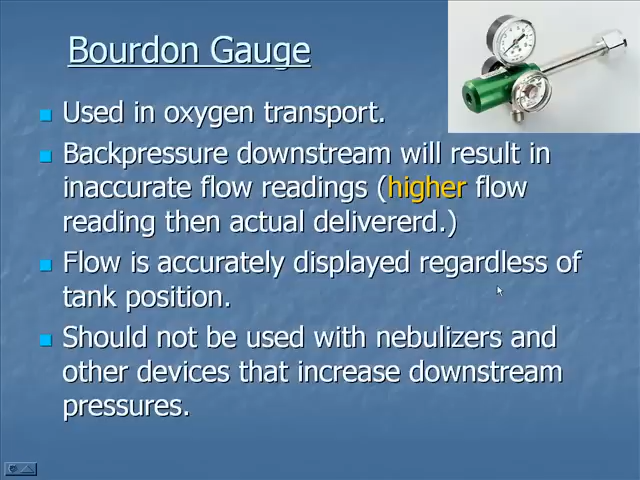 Bourdon Gauge
Used in oxygen transport.
Backpressure downstream will result in
inaccurate flow readings (higher flow
reading then actual delivererd.)
Flow is accurately displayed regardless of
tank position.
Should not be used with nebulizers and
other devices that increase downstream
pressures.